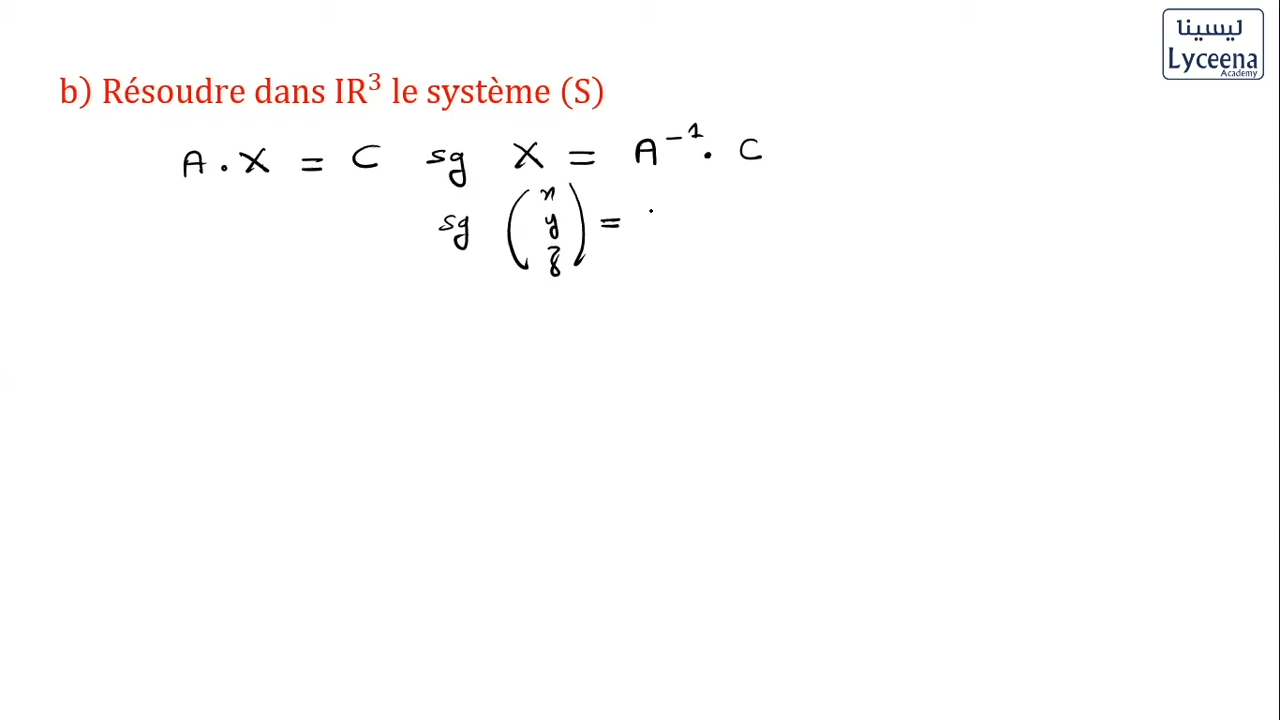 ليسينا
Lyceena
Academy
b) Résoudre dans IR³ le système (S)
A . X = C sg X = A⁻¹ . C
sg ( x y z ) =